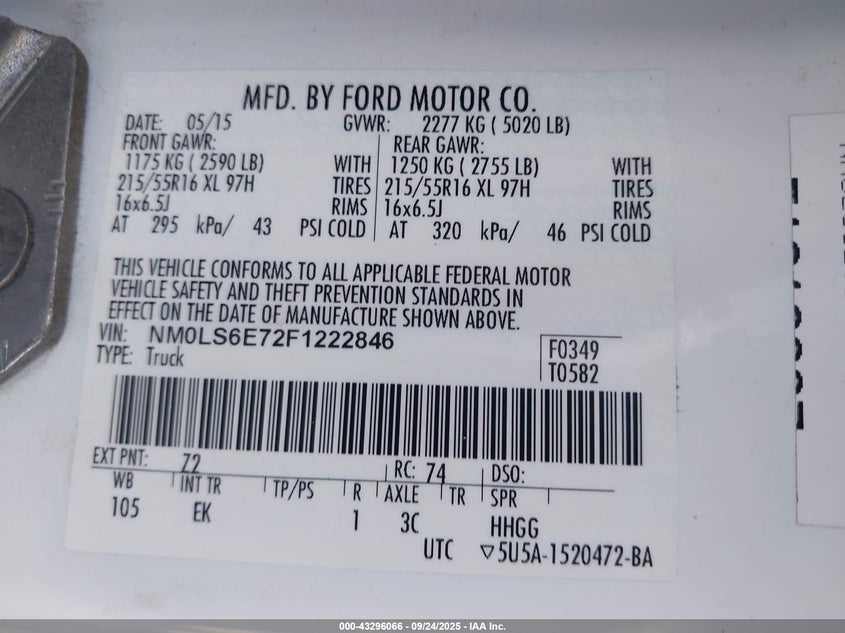 MFD. BY FORD MOTOR CO.
DATE: 05/15 GVWR: 2277 KG ( 5020 LB)
FRONT GAWR: REAR GAWR:
1175 KG ( 2590 LB) WITH 1250 KG ( 2755 LB) WITH
215/55R16 XL 97H TIRES 215/55R16 XL 97H TIRES
16x6.5J RIMS 16x6.5J RIMS
AT 295 kPa/ 43 PSI COLD AT 320 kPa/ 46 PSI COLD
THIS VEHICLE CONFORMS TO ALL APPLICABLE FEDERAL MOTOR
VEHICLE SAFETY AND THEFT PREVENTION STANDARDS IN
EFFECT ON THE DATE OF MANUFACTURE SHOWN ABOVE.
VIN: NM0LS6E72F1222846 F0349
TYPE: Truck T0582
EXT PNT: Z2 RC: 74 DSO:
WB INT TR TP/PS R AXLE TR SPR
105 EK 1 3C HHGG
UTC ▽5U5A-1520472-BA
000-43296066 - 09/24/2025 - IAA Inc.